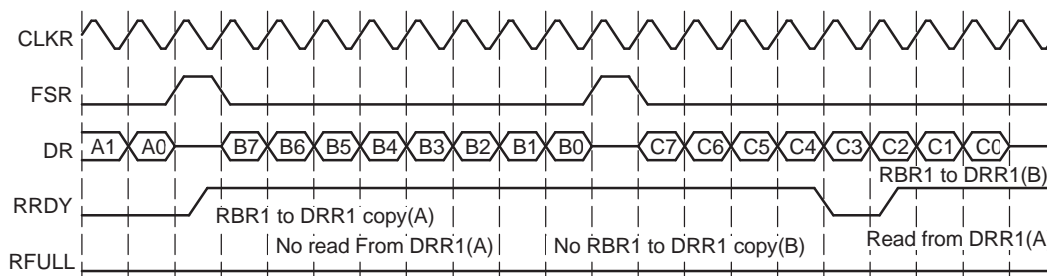 CLKR
FSR
DR A1 A0 B7 B6 B5 B4 B3 B2 B1 B0 C7 C6 C5 C4 C3 C2 C1 C0
RBR1 to DRR1(B)
RRDY
RBR1 to DRR1 copy(A)
No read From DRR1(A)
No RBR1 to DRR1 copy(B)
Read from DRR1(A
RFULL